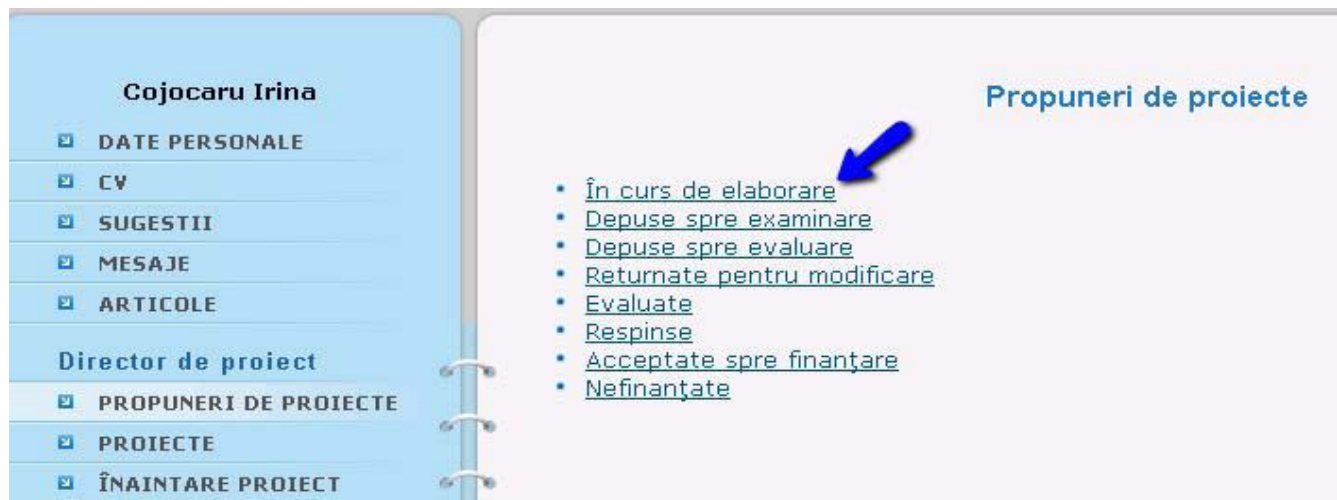 Cojocaru Irina
DATE PERSONALE
CV
SUGESTII
MESAJE
ARTICOLE
Director de proiect
PROPUNERI DE PROIECTE
PROIECTE
ÎNAINTARE PROIECT
Propuneri de proiecte
În curs de elaborare
Depuse spre examinare
Depuse spre evaluare
Returnate pentru modificare
Evaluate
Respinse
Acceptate spre finanţare
Nefinanţate